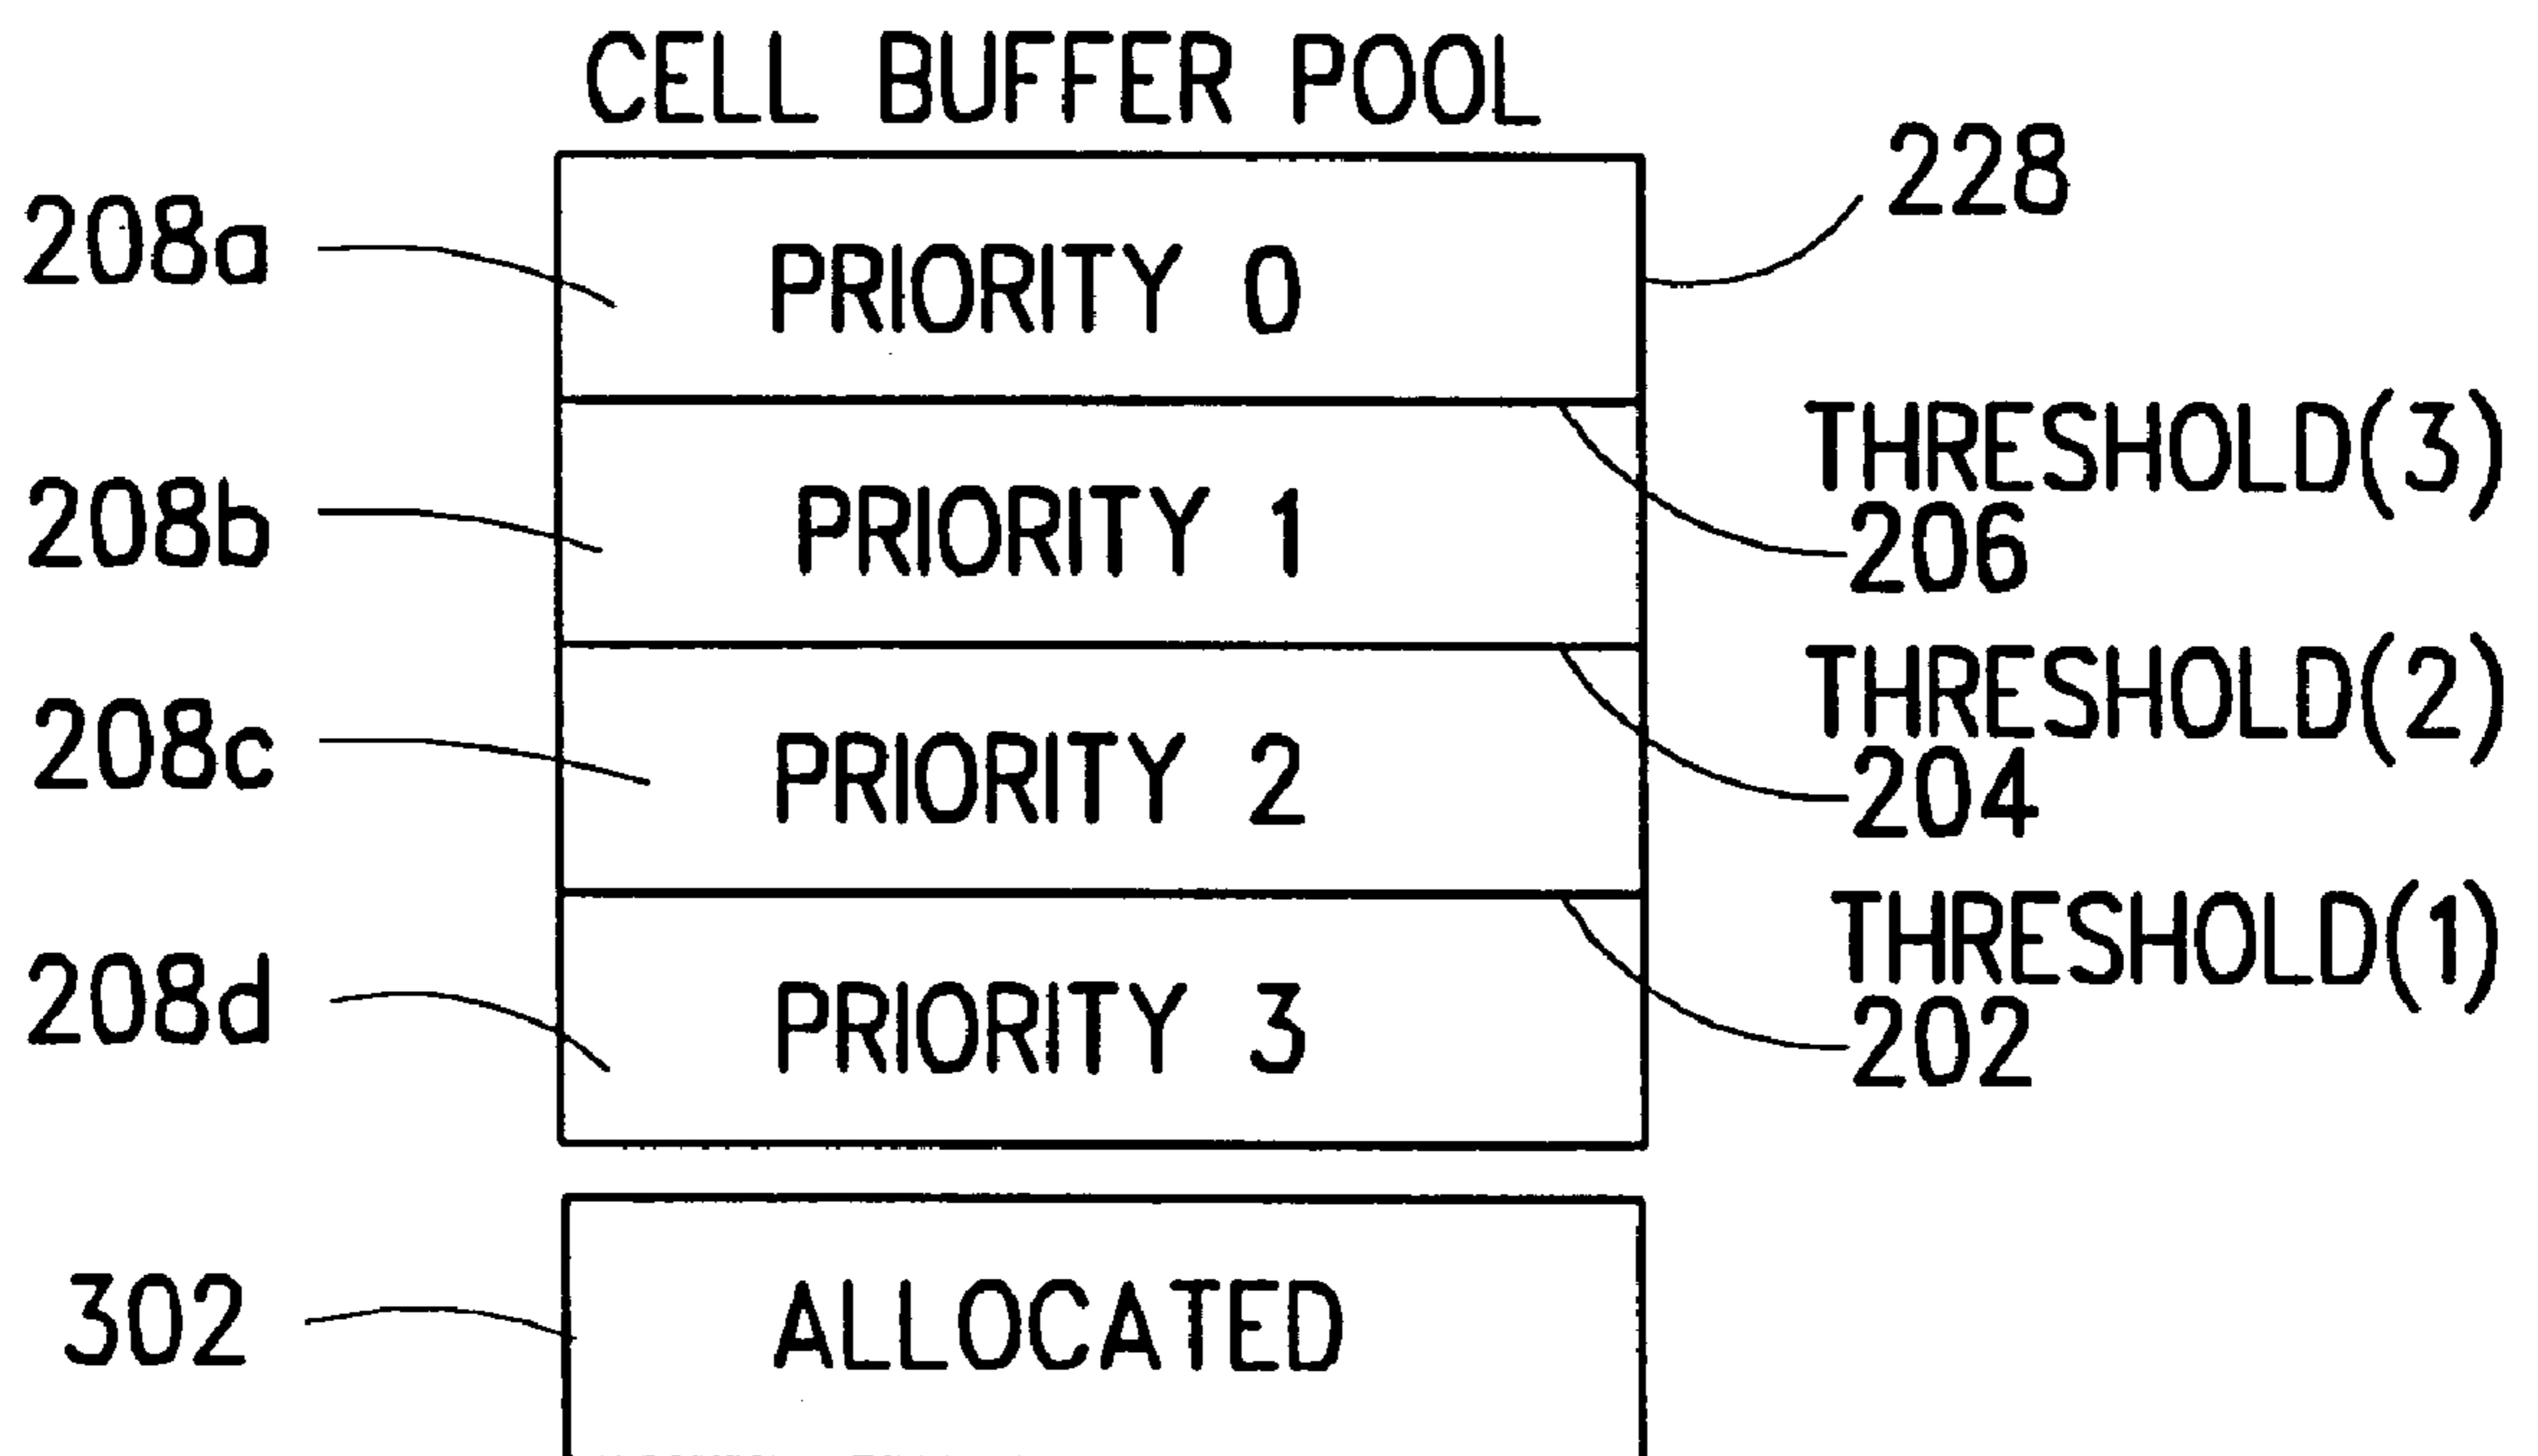 CELL BUFFER POOL
228
208a
PRIORITY 0
THRESHOLD(3)
206
208b
PRIORITY 1
THRESHOLD(2)
204
208c
PRIORITY 2
THRESHOLD(1)
202
208d
PRIORITY 3
302
ALLOCATED